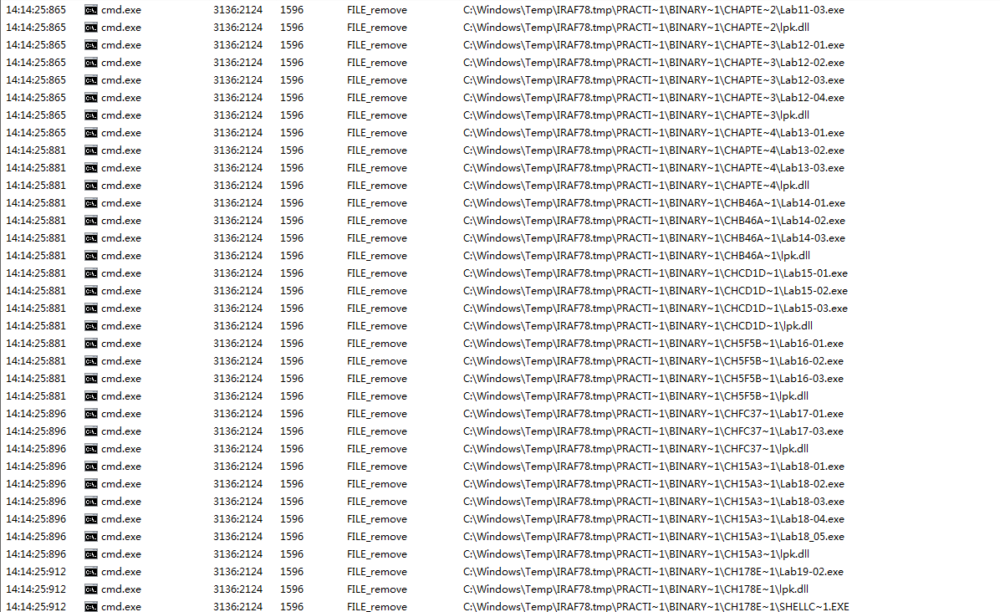 14:14:25:865 cmd.exe 3136:2124 1596 FILE_remove C:\Windows\Temp\IRAF78.tmp\PRACTI~1\BINARY~1\CHAPTE~2\Lab11-03.exe
14:14:25:865 cmd.exe 3136:2124 1596 FILE_remove C:\Windows\Temp\IRAF78.tmp\PRACTI~1\BINARY~1\CHAPTE~2\lpk.dll
14:14:25:865 cmd.exe 3136:2124 1596 FILE_remove C:\Windows\Temp\IRAF78.tmp\PRACTI~1\BINARY~1\CHAPTE~3\Lab12-01.exe
14:14:25:865 cmd.exe 3136:2124 1596 FILE_remove C:\Windows\Temp\IRAF78.tmp\PRACTI~1\BINARY~1\CHAPTE~3\Lab12-02.exe
14:14:25:865 cmd.exe 3136:2124 1596 FILE_remove C:\Windows\Temp\IRAF78.tmp\PRACTI~1\BINARY~1\CHAPTE~3\Lab12-03.exe
14:14:25:865 cmd.exe 3136:2124 1596 FILE_remove C:\Windows\Temp\IRAF78.tmp\PRACTI~1\BINARY~1\CHAPTE~3\Lab12-04.exe
14:14:25:865 cmd.exe 3136:2124 1596 FILE_remove C:\Windows\Temp\IRAF78.tmp\PRACTI~1\BINARY~1\CHAPTE~3\lpk.dll
14:14:25:865 cmd.exe 3136:2124 1596 FILE_remove C:\Windows\Temp\IRAF78.tmp\PRACTI~1\BINARY~1\CHAPTE~4\Lab13-01.exe
14:14:25:881 cmd.exe 3136:2124 1596 FILE_remove C:\Windows\Temp\IRAF78.tmp\PRACTI~1\BINARY~1\CHAPTE~4\Lab13-02.exe
14:14:25:881 cmd.exe 3136:2124 1596 FILE_remove C:\Windows\Temp\IRAF78.tmp\PRACTI~1\BINARY~1\CHAPTE~4\Lab13-03.exe
14:14:25:881 cmd.exe 3136:2124 1596 FILE_remove C:\Windows\Temp\IRAF78.tmp\PRACTI~1\BINARY~1\CHAPTE~4\lpk.dll
14:14:25:881 cmd.exe 3136:2124 1596 FILE_remove C:\Windows\Temp\IRAF78.tmp\PRACTI~1\BINARY~1\CHB46A~1\Lab14-01.exe
14:14:25:881 cmd.exe 3136:2124 1596 FILE_remove C:\Windows\Temp\IRAF78.tmp\PRACTI~1\BINARY~1\CHB46A~1\Lab14-02.exe
14:14:25:881 cmd.exe 3136:2124 1596 FILE_remove C:\Windows\Temp\IRAF78.tmp\PRACTI~1\BINARY~1\CHB46A~1\Lab14-03.exe
14:14:25:881 cmd.exe 3136:2124 1596 FILE_remove C:\Windows\Temp\IRAF78.tmp\PRACTI~1\BINARY~1\CHB46A~1\lpk.dll
14:14:25:881 cmd.exe 3136:2124 1596 FILE_remove C:\Windows\Temp\IRAF78.tmp\PRACTI~1\BINARY~1\CHCD1D~1\Lab15-01.exe
14:14:25:881 cmd.exe 3136:2124 1596 FILE_remove C:\Windows\Temp\IRAF78.tmp\PRACTI~1\BINARY~1\CHCD1D~1\Lab15-02.exe
14:14:25:881 cmd.exe 3136:2124 1596 FILE_remove C:\Windows\Temp\IRAF78.tmp\PRACTI~1\BINARY~1\CHCD1D~1\Lab15-03.exe
14:14:25:881 cmd.exe 3136:2124 1596 FILE_remove C:\Windows\Temp\IRAF78.tmp\PRACTI~1\BINARY~1\CHCD1D~1\lpk.dll
14:14:25:881 cmd.exe 3136:2124 1596 FILE_remove C:\Windows\Temp\IRAF78.tmp\PRACTI~1\BINARY~1\CH5F5B~1\Lab16-01.exe
14:14:25:881 cmd.exe 3136:2124 1596 FILE_remove C:\Windows\Temp\IRAF78.tmp\PRACTI~1\BINARY~1\CH5F5B~1\Lab16-02.exe
14:14:25:881 cmd.exe 3136:2124 1596 FILE_remove C:\Windows\Temp\IRAF78.tmp\PRACTI~1\BINARY~1\CH5F5B~1\Lab16-03.exe
14:14:25:881 cmd.exe 3136:2124 1596 FILE_remove C:\Windows\Temp\IRAF78.tmp\PRACTI~1\BINARY~1\CH5F5B~1\lpk.dll
14:14:25:896 cmd.exe 3136:2124 1596 FILE_remove C:\Windows\Temp\IRAF78.tmp\PRACTI~1\BINARY~1\CHFC37~1\Lab17-01.exe
14:14:25:896 cmd.exe 3136:2124 1596 FILE_remove C:\Windows\Temp\IRAF78.tmp\PRACTI~1\BINARY~1\CHFC37~1\Lab17-03.exe
14:14:25:896 cmd.exe 3136:2124 1596 FILE_remove C:\Windows\Temp\IRAF78.tmp\PRACTI~1\BINARY~1\CHFC37~1\lpk.dll
14:14:25:896 cmd.exe 3136:2124 1596 FILE_remove C:\Windows\Temp\IRAF78.tmp\PRACTI~1\BINARY~1\CH15A3~1\Lab18-01.exe
14:14:25:896 cmd.exe 3136:2124 1596 FILE_remove C:\Windows\Temp\IRAF78.tmp\PRACTI~1\BINARY~1\CH15A3~1\Lab18-02.exe
14:14:25:896 cmd.exe 3136:2124 1596 FILE_remove C:\Windows\Temp\IRAF78.tmp\PRACTI~1\BINARY~1\CH15A3~1\Lab18-03.exe
14:14:25:896 cmd.exe 3136:2124 1596 FILE_remove C:\Windows\Temp\IRAF78.tmp\PRACTI~1\BINARY~1\CH15A3~1\Lab18-04.exe
14:14:25:896 cmd.exe 3136:2124 1596 FILE_remove C:\Windows\Temp\IRAF78.tmp\PRACTI~1\BINARY~1\CH15A3~1\Lab18_05.exe
14:14:25:896 cmd.exe 3136:2124 1596 FILE_remove C:\Windows\Temp\IRAF78.tmp\PRACTI~1\BINARY~1\CH15A3~1\lpk.dll
14:14:25:912 cmd.exe 3136:2124 1596 FILE_remove C:\Windows\Temp\IRAF78.tmp\PRACTI~1\BINARY~1\CH178E~1\Lab19-02.exe
14:14:25:912 cmd.exe 3136:2124 1596 FILE_remove C:\Windows\Temp\IRAF78.tmp\PRACTI~1\BINARY~1\CH178E~1\lpk.dll
14:14:25:912 cmd.exe 3136:2124 1596 FILE_remove C:\Windows\Temp\IRAF78.tmp\PRACTI~1\BINARY~1\CH178E~1\SHELLC~1.EXE